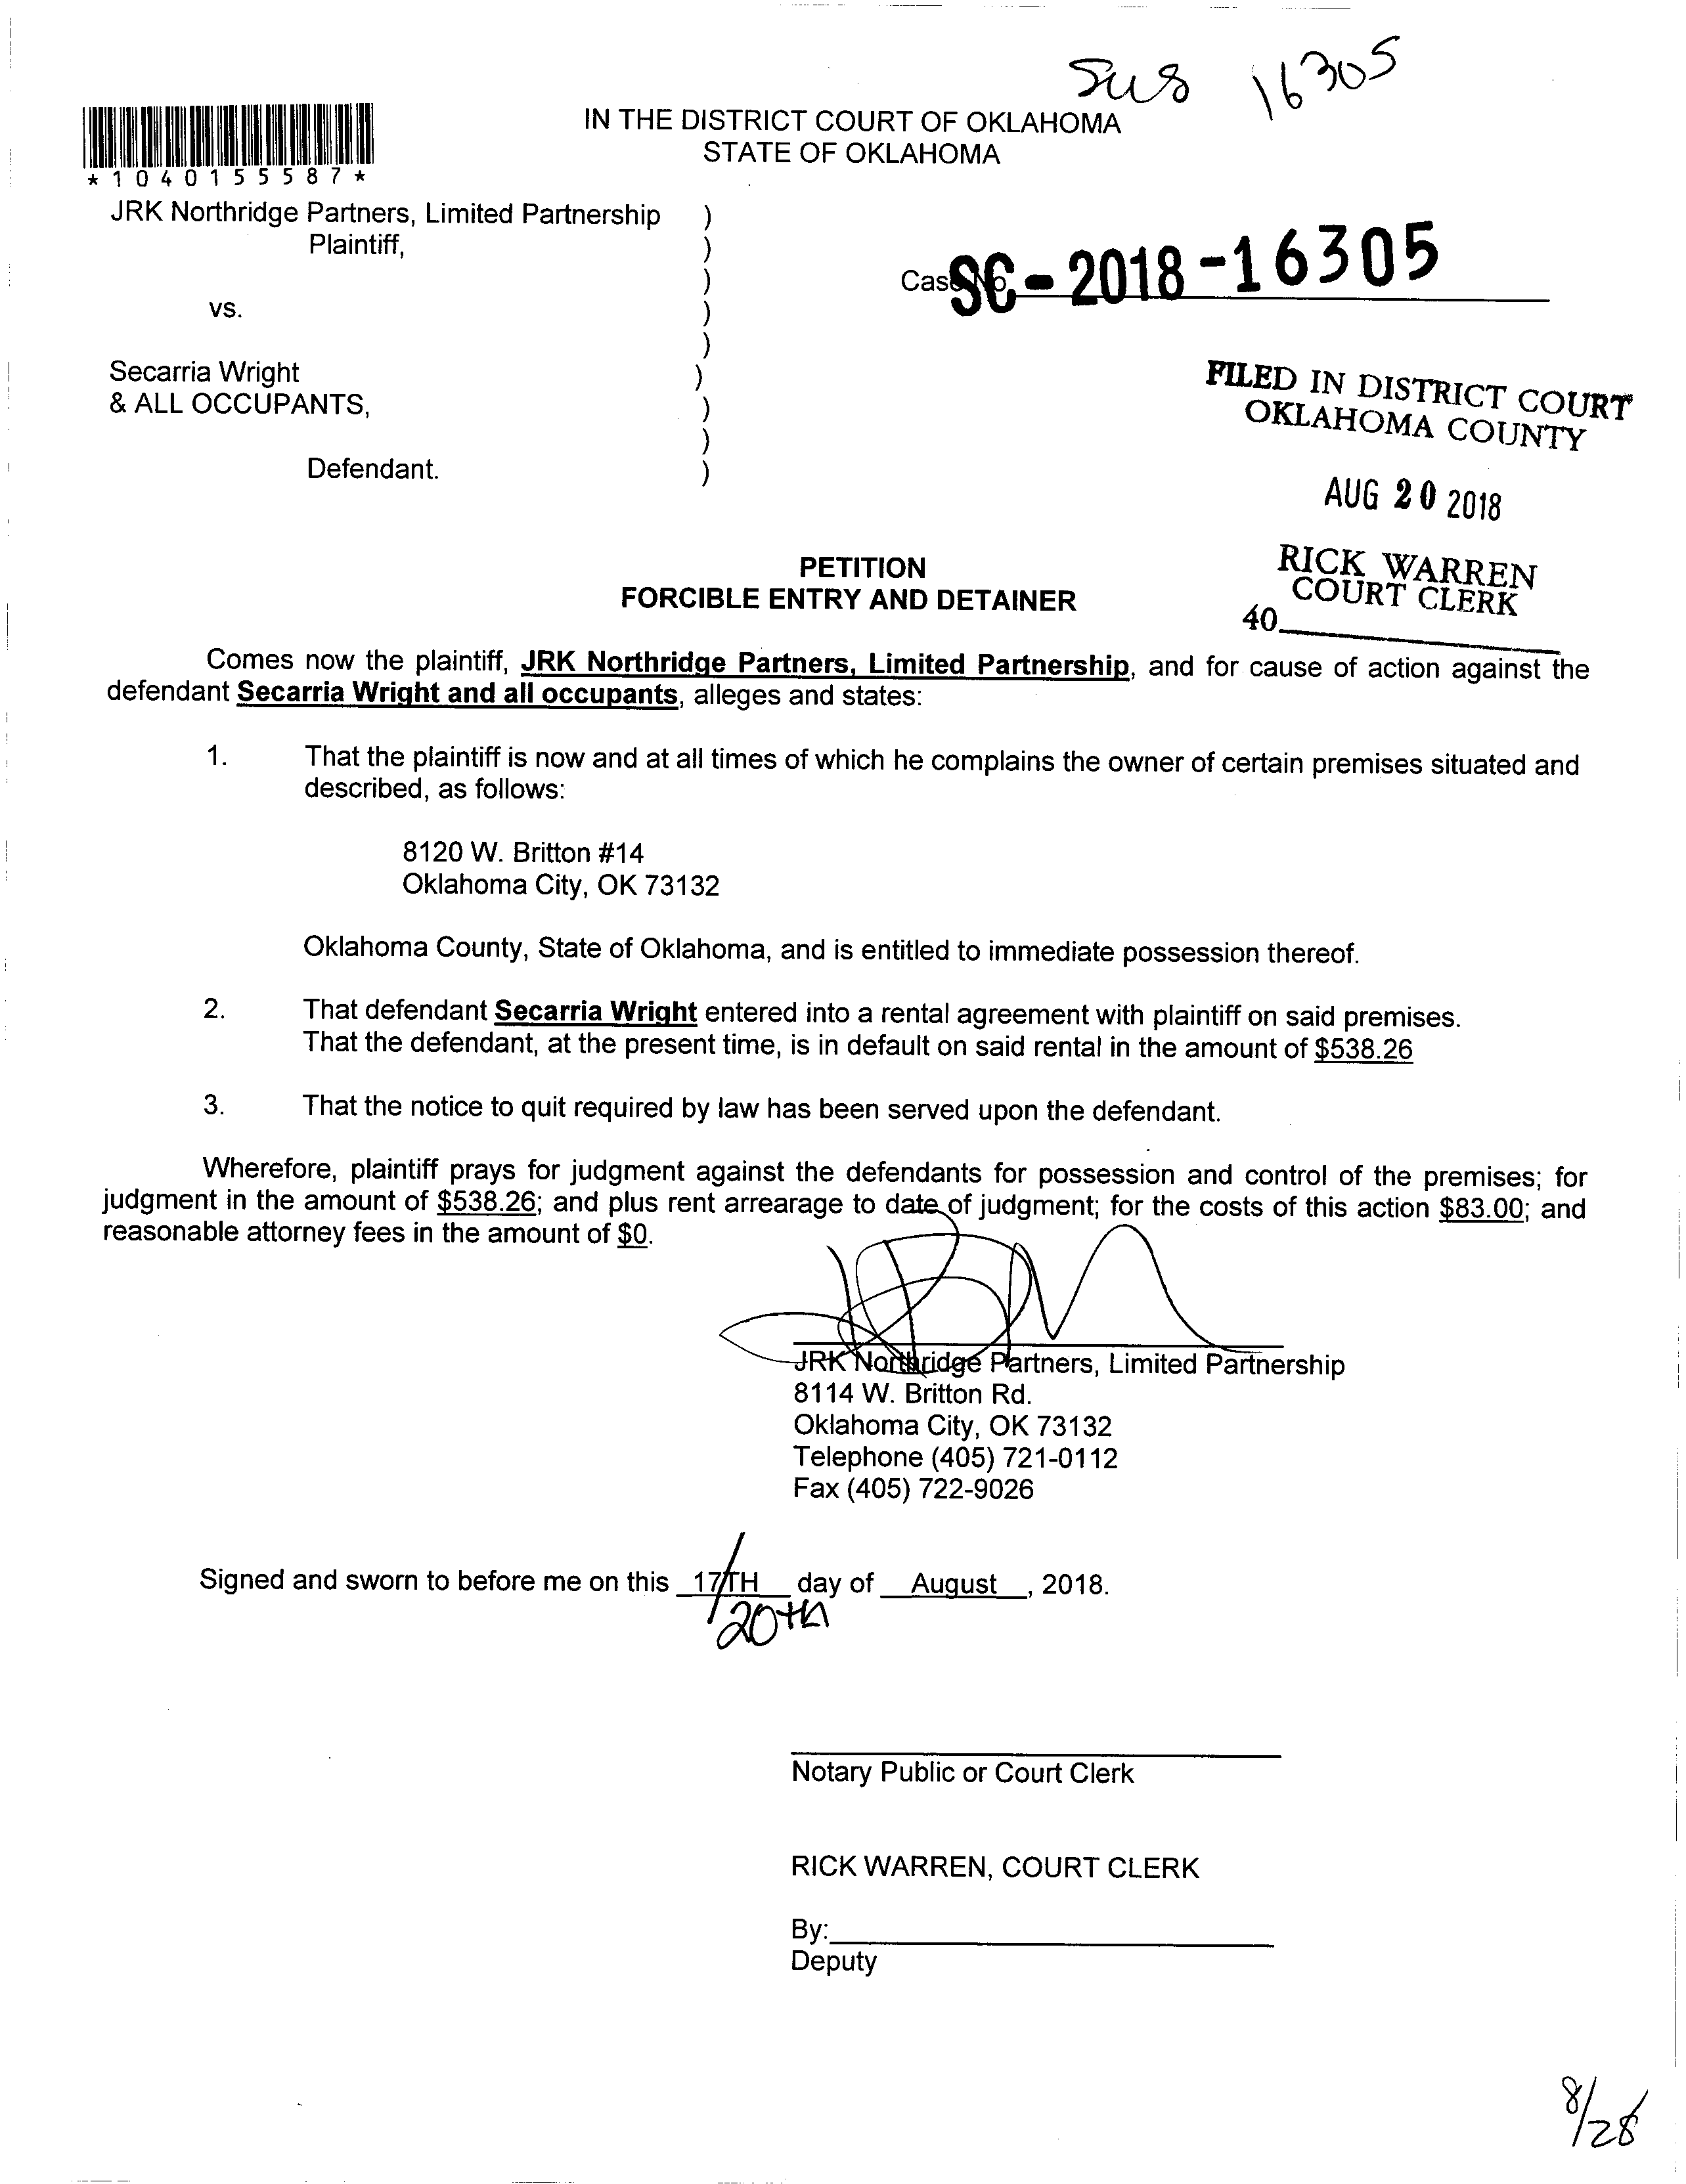 16305
IN THE DISTRICT COURT OF OKLAHOMA
STATE OF OKLAHOMA
*1040155587*
JRK Northridge Partners, Limited Partnership )
Plaintiff, )
)
Case No. SC-2018-16305
vs. )
)
Secarria Wright )
& ALL OCCUPANTS, )
)
Defendant. )
FILED IN DISTRICT COURT
OKLAHOMA COUNTY
AUG 20 2018
RICK WARREN
COURT CLERK
40
PETITION
FORCIBLE ENTRY AND DETAINER
Comes now the plaintiff, JRK Northridge Partners, Limited Partnership, and for cause of action against the
defendant Secarria Wright and all occupants, alleges and states:
1. That the plaintiff is now and at all times of which he complains the owner of certain premises situated and
described, as follows:
8120 W. Britton #14
Oklahoma City, OK 73132
Oklahoma County, State of Oklahoma, and is entitled to immediate possession thereof.
2. That defendant Secarria Wright entered into a rental agreement with plaintiff on said premises.
That the defendant, at the present time, is in default on said rental in the amount of $538.26
3. That the notice to quit required by law has been served upon the defendant.
Wherefore, plaintiff prays for judgment against the defendants for possession and control of the premises; for
judgment in the amount of $538.26; and plus rent arrearage to date of judgment; for the costs of this action $83.00; and
reasonable attorney fees in the amount of $0.
JRK Northridge Partners, Limited Partnership
8114 W. Britton Rd.
Oklahoma City, OK 73132
Telephone (405) 721-0112
Fax (405) 722-9026
Signed and sworn to before me on this 17TH day of August, 2018.
20th
Notary Public or Court Clerk
RICK WARREN, COURT CLERK
By:
Deputy
8/28